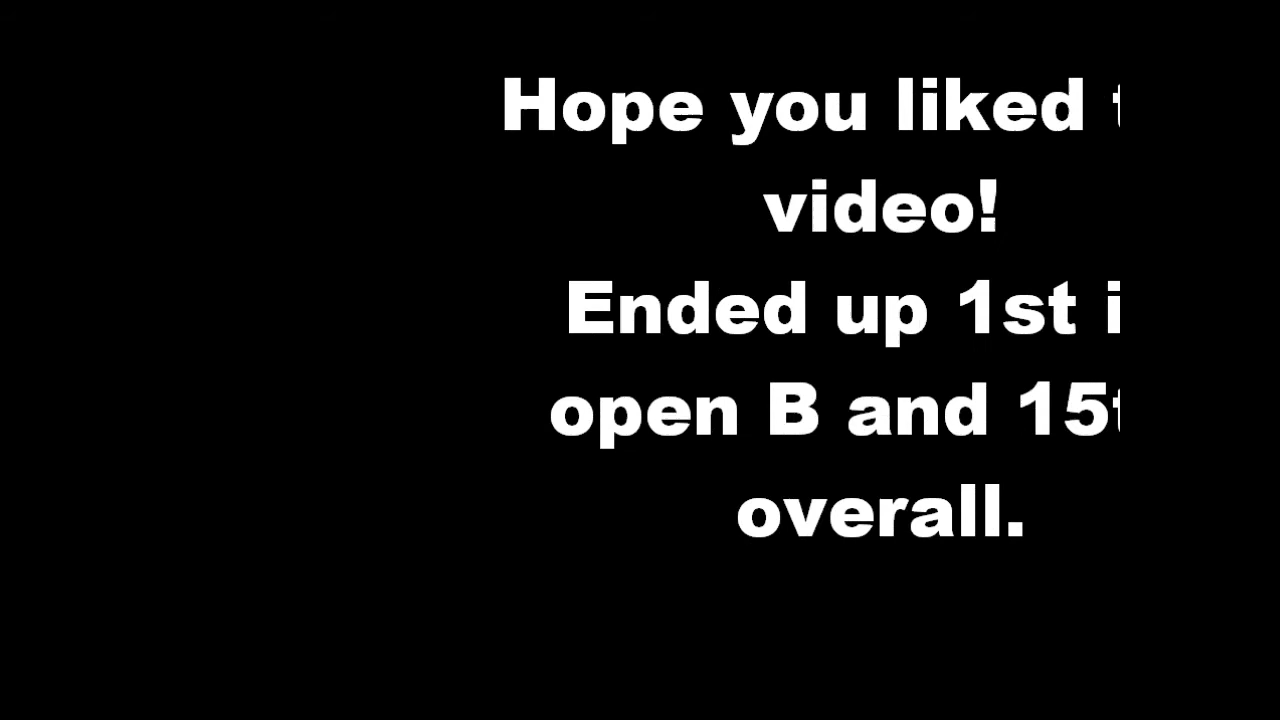 Hope you liked
video!
Ended up 1st
open B and
overall.